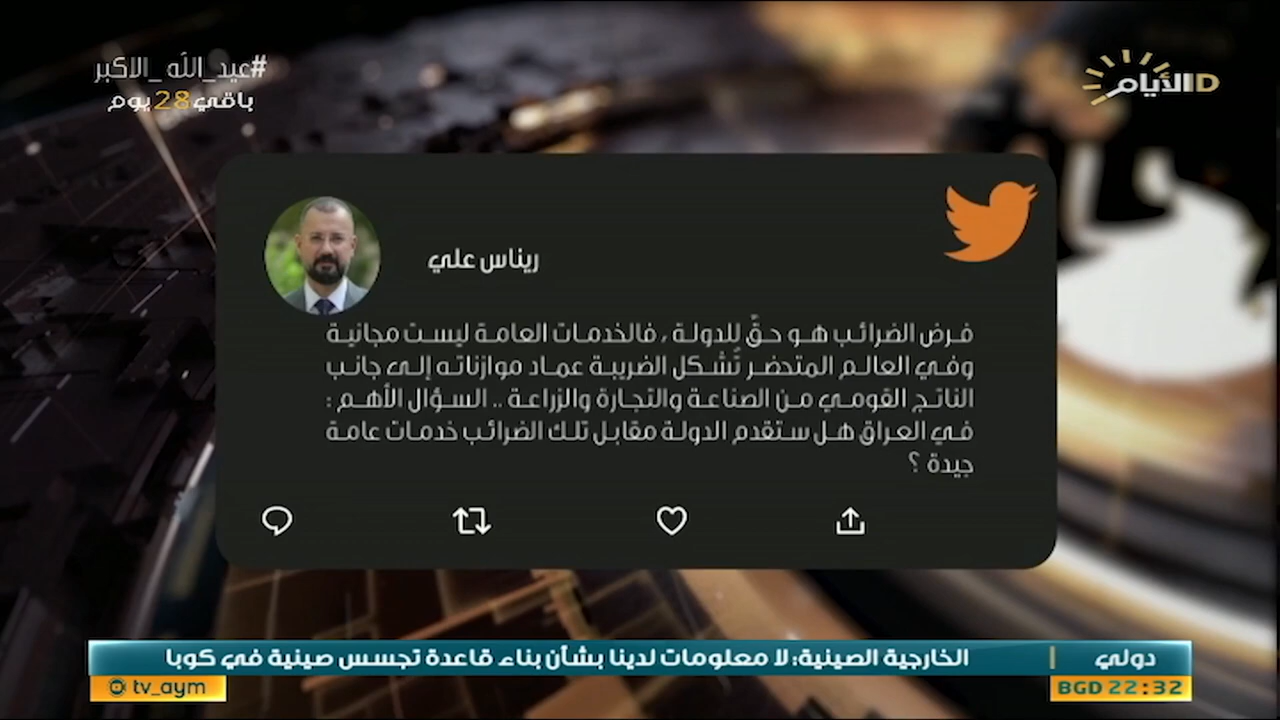 #عيد_الله_الاكبر
باقي 28 يوم
الأيام
ريناس علي
فرض الضرائب هو حقٌ للدولة ، فالخدمات العامة ليست مجانية
وفي العالم المتحضر تُشكل الضريبة عماد موازناته إلى جانب
الناتج القومي من الصناعة والتجارة والزراعة .. السؤال الأهم :
في العراق هل ستقدم الدولة مقابل تلك الضرائب خدمات عامة
جيدة ؟
دولي | الخارجية الصينية: لا معلومات لدينا بشأن بناء قاعدة تجسس صينية في كوبا
BGD 22:32
tv_aym